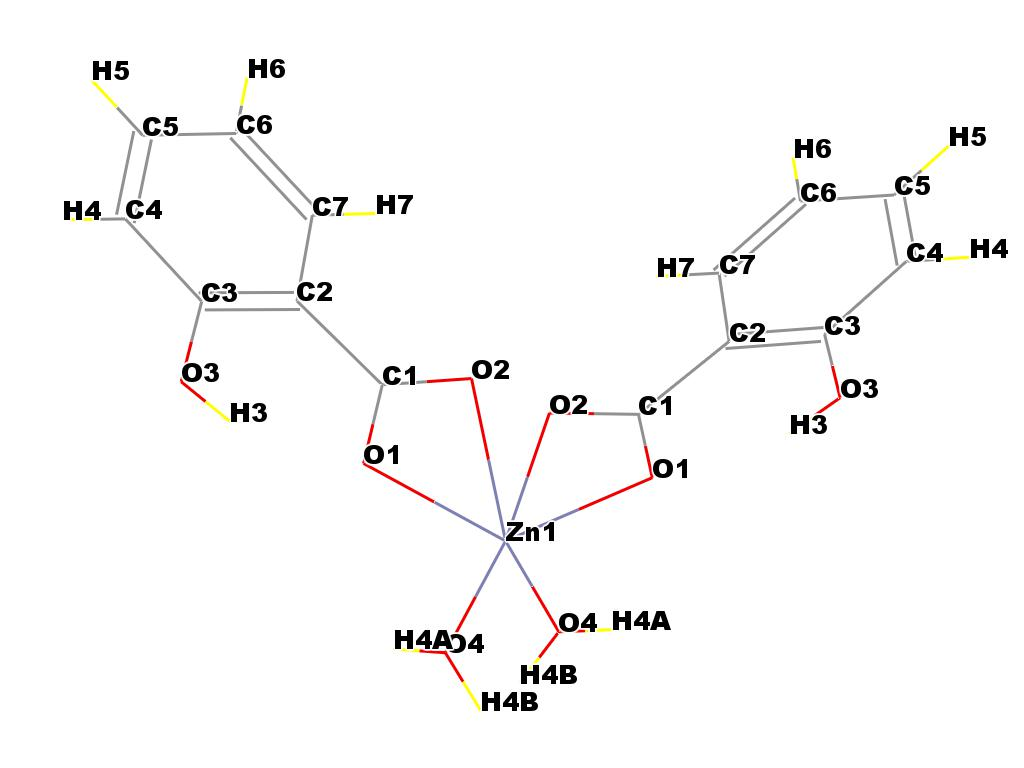 H5 H6
C5 C6
H6 H5
C6 C5
H4 C4 C7 H7
C7 C4 H4
H7
C3 C2
C2 C3
O3 C1 O2
O3
H3 O2 C1 H3
O1 O1
Zn1
H4A O4 O4 H4A
H4B
H4B